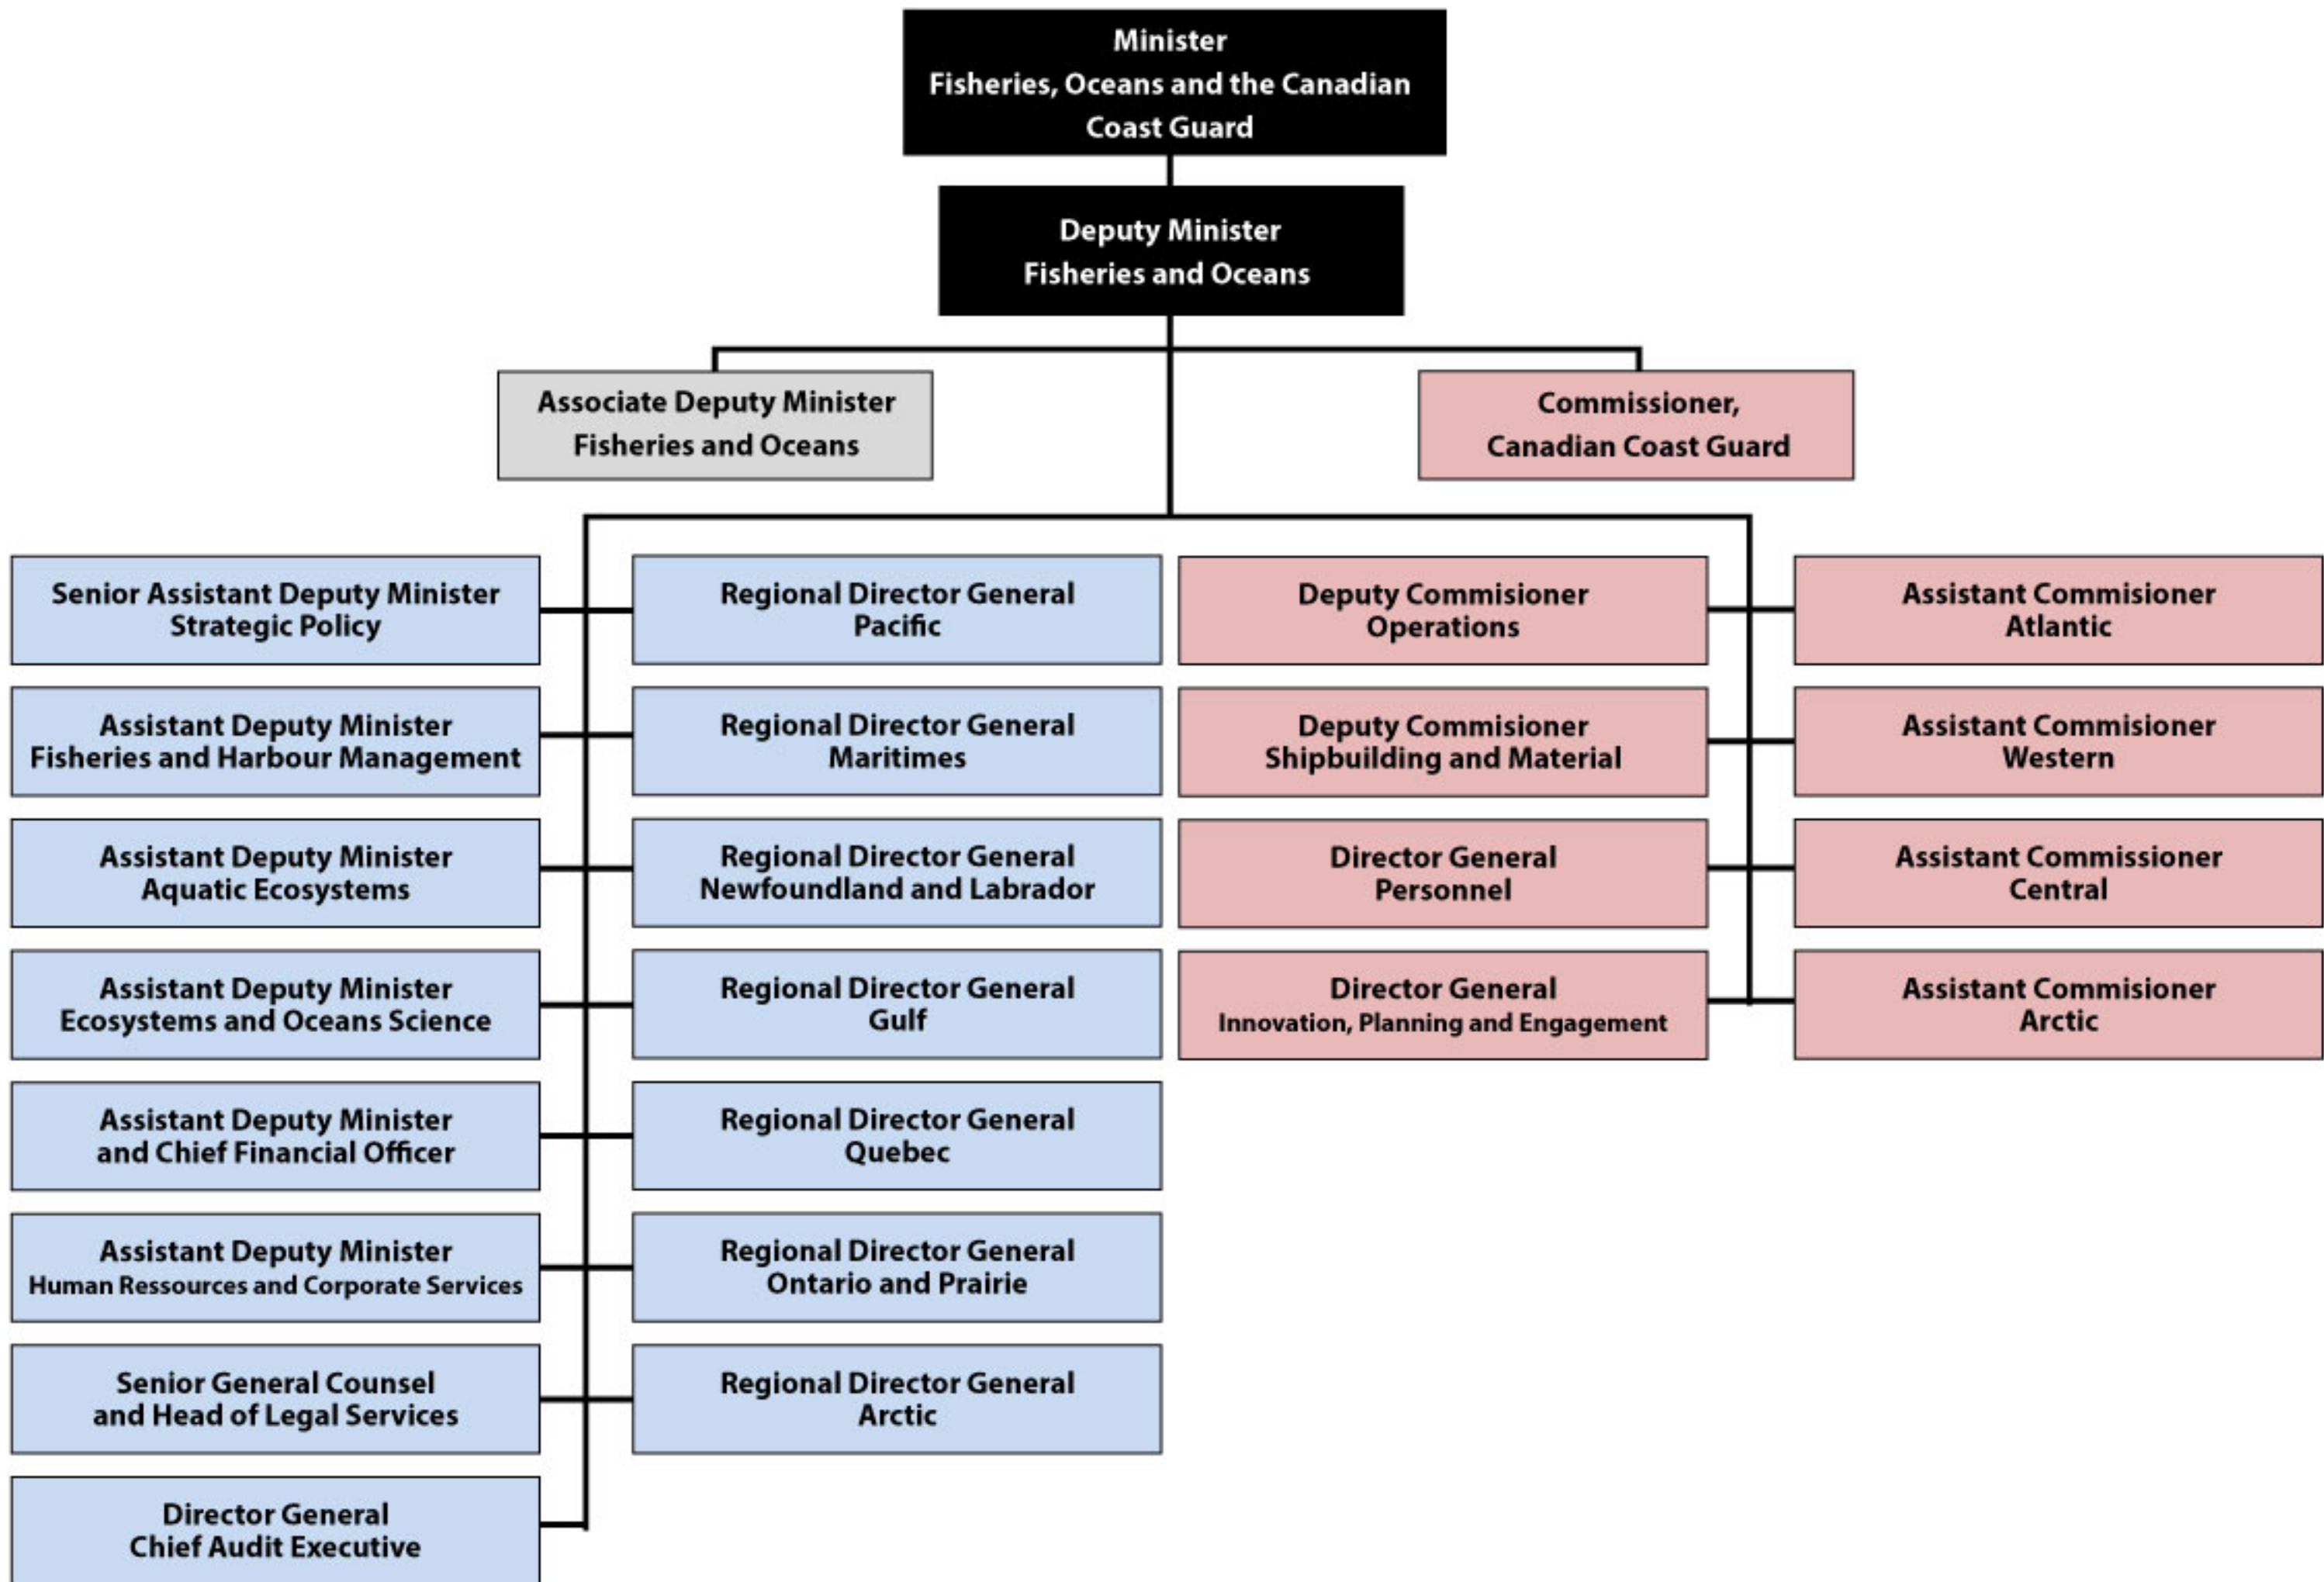 Minister
Fisheries, Oceans and the Canadian
Coast Guard
Deputy Minister
Fisheries and Oceans
Associate Deputy Minister
Fisheries and Oceans
Commissioner,
Canadian Coast Guard
Senior Assistant Deputy Minister
Strategic Policy
Assistant Deputy Minister
Fisheries and Harbour Management
Assistant Deputy Minister
Aquatic Ecosystems
Assistant Deputy Minister
Ecosystems and Oceans Science
Assistant Deputy Minister
and Chief Financial Officer
Assistant Deputy Minister
Human Ressources and Corporate Services
Senior General Counsel
and Head of Legal Services
Director General
Chief Audit Executive
Regional Director General
Pacific
Regional Director General
Maritimes
Regional Director General
Newfoundland and Labrador
Regional Director General
Gulf
Regional Director General
Quebec
Regional Director General
Ontario and Prairie
Regional Director General
Arctic
Deputy Commisioner
Operations
Deputy Commisioner
Shipbuilding and Material
Director General
Personnel
Director General
Innovation, Planning and Engagement
Assistant Commisioner
Atlantic
Assistant Commisioner
Western
Assistant Commissioner
Central
Assistant Commisioner
Arctic